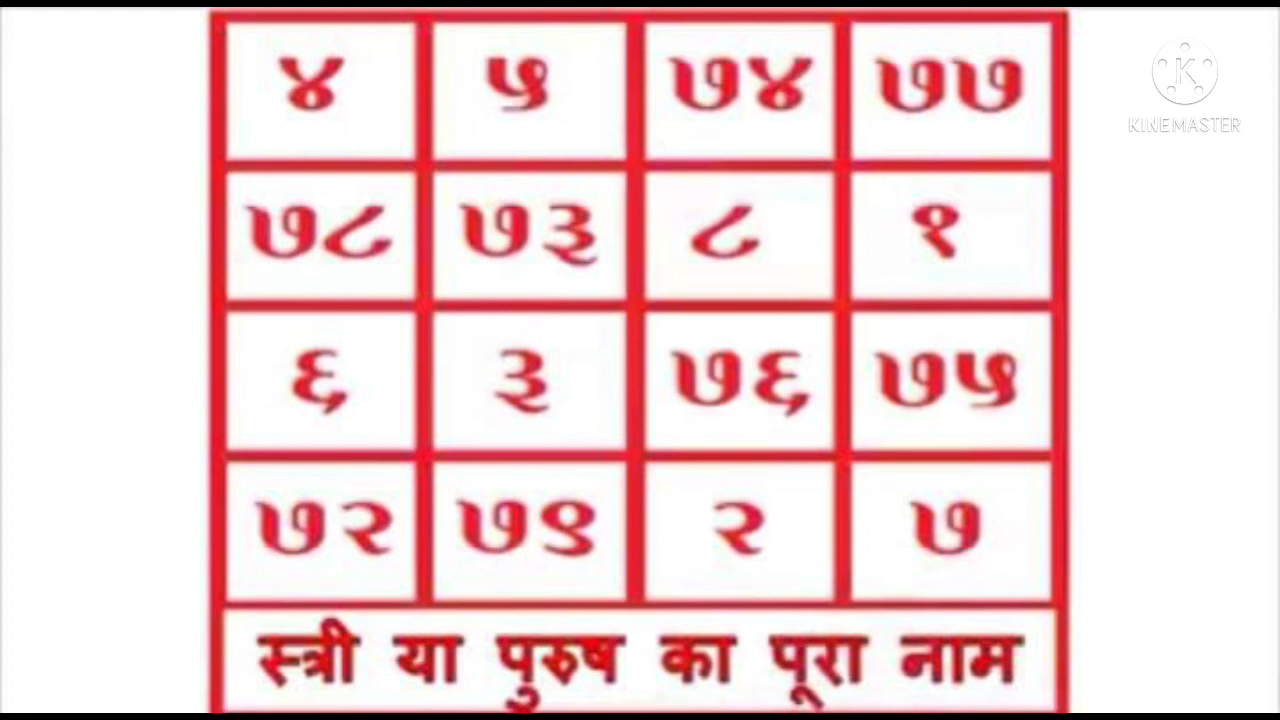 ४ ५ ७४ ७७
KINEMASTER
७८ ७३ ८ १
६ ३ ७६ ७५
७२ ७९ २ ७
स्त्री या पुरुष का पूरा नाम